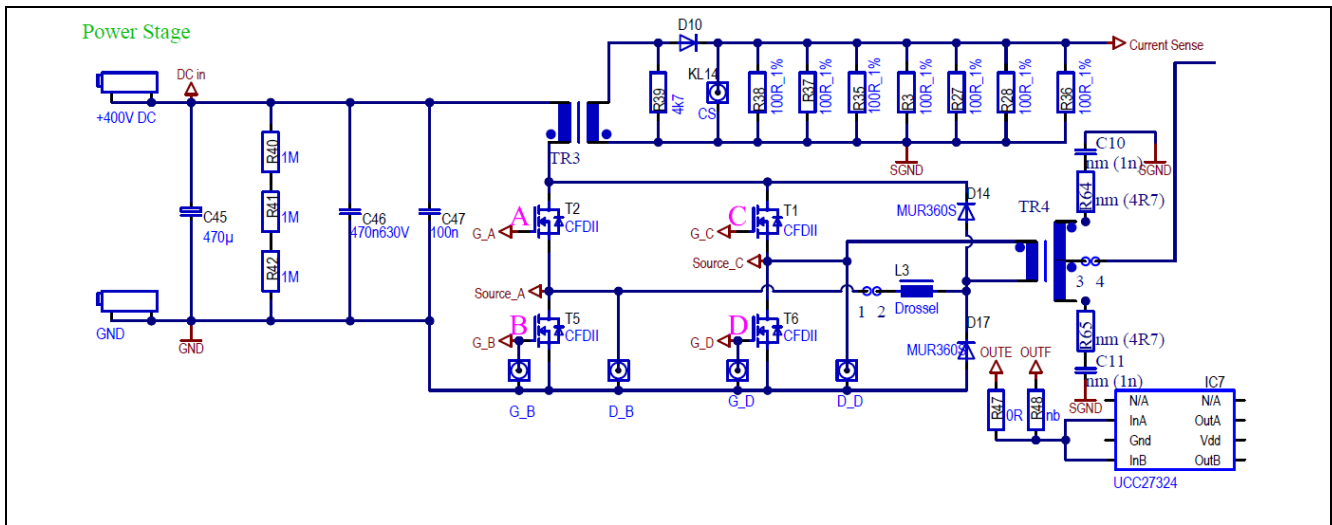 Power Stage
D10
Current Sense
DC in
+400V DC
R40
1M
R41
1M
R42
1M
C45
470µ
C46
470n630V
C47
100n
GND
GND
TR3
R39
4k7
KL14
CS
R38
100R_1%
R37
100R_1%
R35
100R_1%
R3
100R_1%
R27
100R_1%
R28
100R_1%
R36
100R_1%
SGND
C10
nm (1n)
SGND
R64
nm (4R7)
TR4
3 4
A
G_A
T2
CFDII
C
G_C
T1
CFDII
D14
MUR360S
Source_C
Source_A
1 2
L3
Drossel
B
G_B
T5
CFDII
D
G_D
T6
CFDII
D17
MUR360S
R65
nm (4R7)
C11
nm (1n)
SGND
G_B
D_B
G_D
D_D
OUTE
OUTF
R47
0R
R48
nb
IC7
N/A
N/A
InA
OutA
Gnd
Vdd
InB
OutB
UCC27324